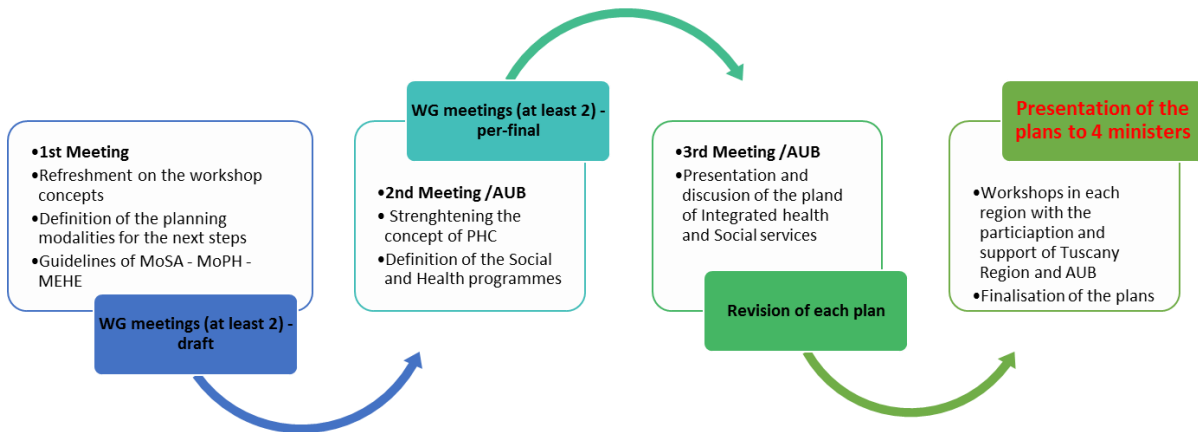 •1st Meeting
•Refreshment on the workshop
concepts
•Definition of the planning
modalities for the next steps
•Guidelines of MoSA - MoPH -
MEHE
WG meetings (at least 2) -
draft
WG meetings (at least 2) -
per-final
2nd Meeting /AUB
• Strenghtening the
concept of PHC
•Definition of the Social
and Health programmes
•3rd Meeting /AUB
•Presentation and
discusion of the pland
of Integrated health
and Social services
Revision of each plan
Presentation of the
plans to 4 ministers
•Workshops in each
region with the
particiaption and
support of Tuscany
Region and AUB
•Finalisation of the plans